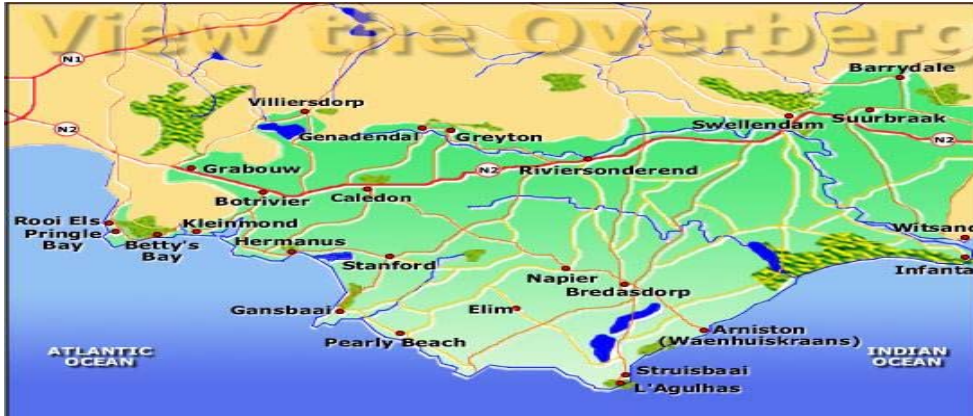 View the Overberg
N1
Barrydale
Villiersdorp
N2
Genadendal
Greyton
Swellendam
Suurbraak
N2
Grabouw
N2
Riviersonderend
Botrivier
Caledon
Rooi Els
Pringle
Bay
Kleinmond
Betty's
Bay
Hermanus
Witsand
Stanford
Napier
Infanta
Bredasdorp
Gansbaai
Elim
Pearly Beach
Arniston
(Waenhuiskraans)
ATLANTIC
OCEAN
INDIAN
OCEAN
Struisbaai
L'Agulhas